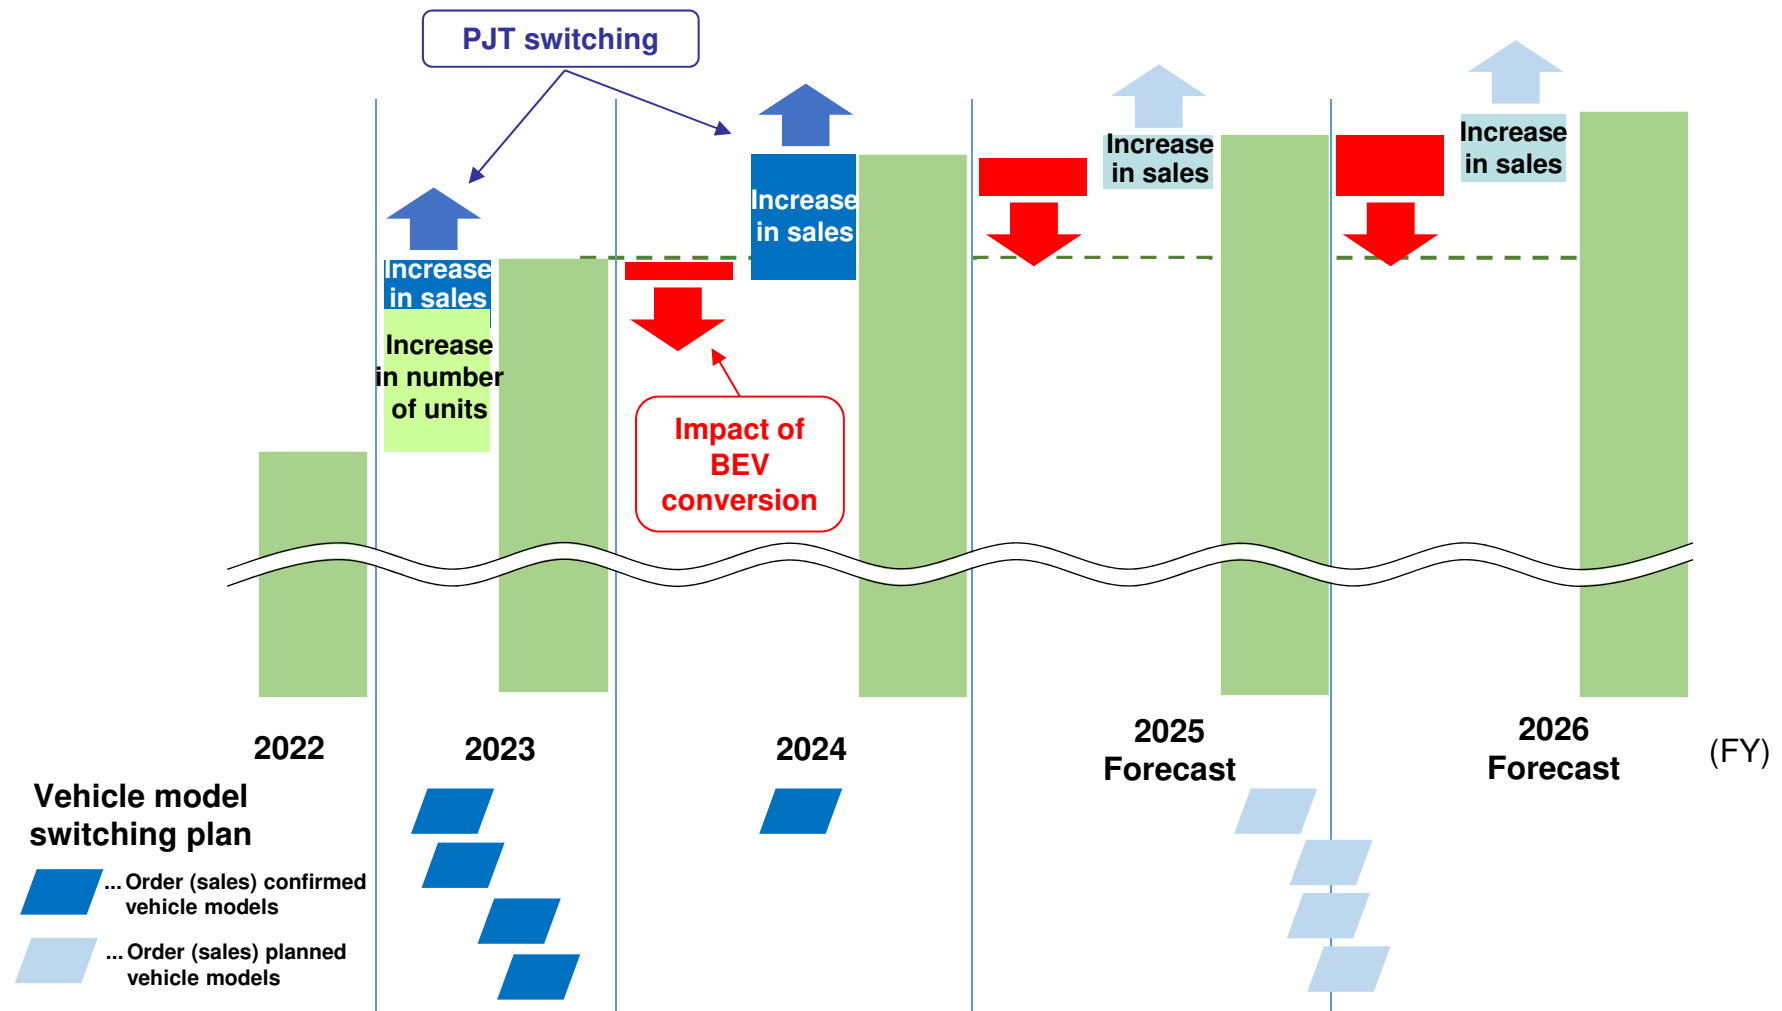 PJT switching
Increase
in sales
Increase
in number
of units
Increase
in sales
Increase
in sales
Increase
in sales
Impact of
BEV
conversion
2022
2023
2024
2025
Forecast
2026
Forecast
(FY)
Vehicle model
switching plan
... Order (sales) confirmed
vehicle models
... Order (sales) planned
vehicle models